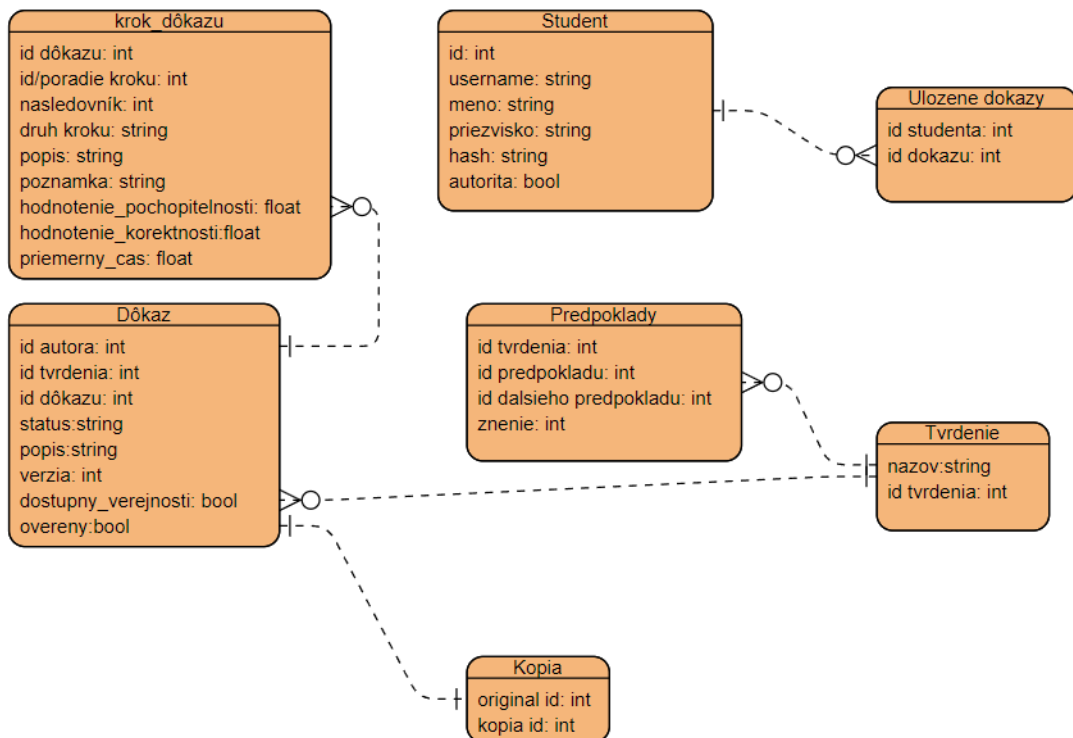 krok_dôkazu
id dôkazu: int
id/poradie kroku: int
nasledovník: int
druh kroku: string
popis: string
poznamka: string
hodnotenie_pochopitelnosti: float
hodnotenie_korektnosti:float
priemerny_cas: float
Student
id: int
username: string
meno: string
priezvisko: string
hash: string
autorita: bool
Ulozene dokazy
id studenta: int
id dokazu: int
Dôkaz
id autora: int
id tvrdenia: int
id dôkazu: int
status:string
popis:string
verzia: int
dostupny_verejnosti: bool
overeny:bool
Predpoklady
id tvrdenia: int
id predpokladu: int
id dalsieho predpokladu: int
znenie: int
Tvrdenie
nazov:string
id tvrdenia: int
Kopia
original id: int
kopia id: int